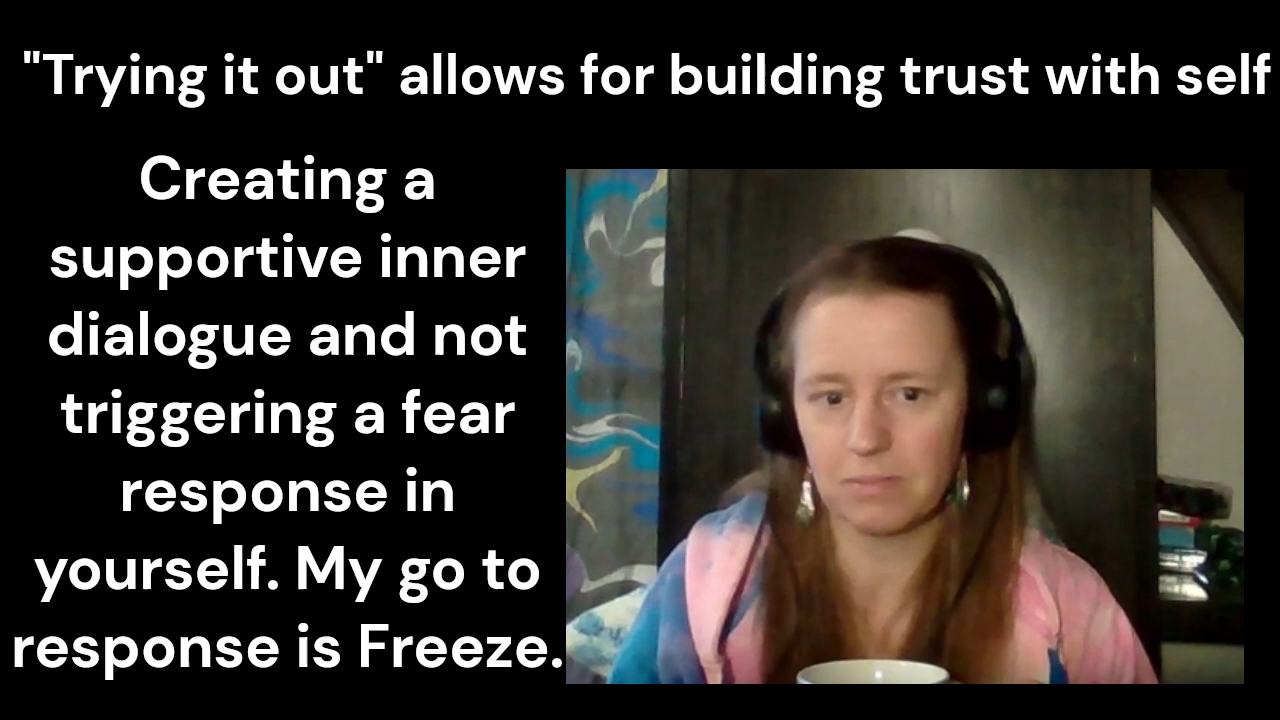 "Trying it out" allows for building trust with self
Creating a
supportive inner
dialogue and not
triggering a fear
response in
yourself. My go to
response is Freeze.